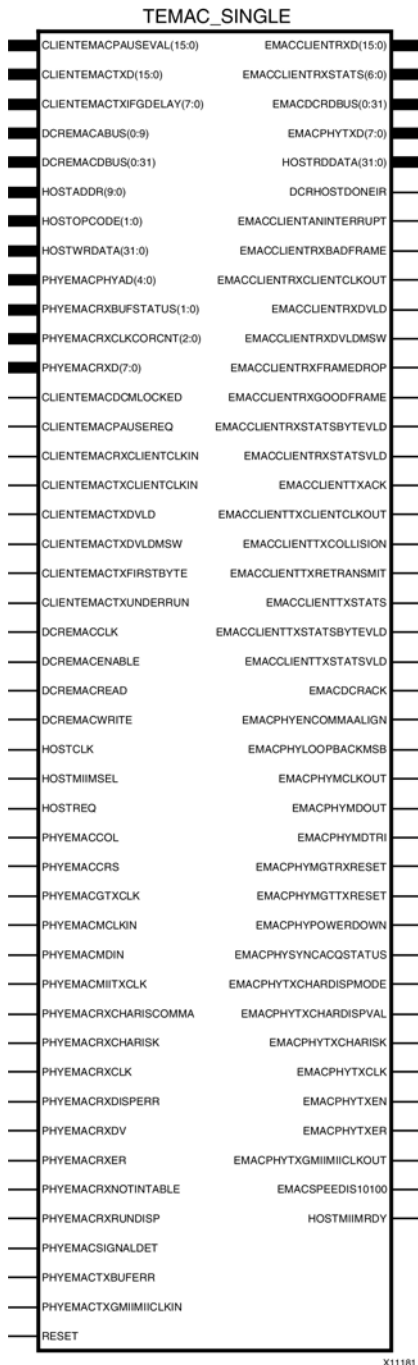 TEMAC_SINGLE
CLIENTEMACPAUSEVAL(15:0) EMACCLIENTRXD(15:0)
CLIENTEMACTXD(15:0) EMACCLIENTRXSTATS(6:0)
CLIENTEMACTXIFGDELAY(7:0) EMACDCRDBUS(0:31)
DCREMACABUS(0:9) EMACPHYTXD(7:0)
DCREMACDBUS(0:31) HOSTRDDATA(31:0)
HOSTADDR(9:0) DCRHOSTDONEIR
HOSTOPCODE(1:0) EMACCLIENTANINTERRUPT
HOSTWRDATA(31:0) EMACCLIENTRXBADFRAME
PHYEMACPHYAD(4:0) EMACCLIENTRXCLIENTCLKOUT
PHYEMACRXBUFSTATUS(1:0) EMACCLIENTRXDVLD
PHYEMACRXCLKCORCNT(2:0) EMACCLIENTRXDVLDMSW
PHYEMACRXD(7:0) EMACCLIENTRXFRAMEDROP
CLIENTEMACDCMLOCKED EMACCLIENTRXGOODFRAME
CLIENTEMACPAUSEREQ EMACCLIENTRXSTATSBYTEVLD
CLIENTEMACRXCLIENTCLKIN EMACCLIENTRXSTATSVLD
CLIENTEMACTXCLIENTCLKIN EMACCLIENTTXACK
CLIENTEMACTXDVLD EMACCLIENTTXCLIENTCLKOUT
CLIENTEMACTXDVLDMSW EMACCLIENTTXCOLLISION
CLIENTEMACTXFIRSTBYTE EMACCLIENTTXRETRANSMIT
CLIENTEMACTXUNDERRUN EMACCLIENTTXSTATS
DCREMACCLK EMACCLIENTTXSTATSBYTEVLD
DCREMACENABLE EMACCLIENTTXSTATSVLD
DCREMACREAD EMACDCRACK
DCREMACWRITE EMACPHYENCOMMAALIGN
HOSTCLK EMACPHYLOOPBACKMSB
HOSTMIIMSEL EMACPHYMCLKOUT
HOSTREQ EMACPHYMDOUT
PHYEMACCOL EMACPHYMDTRI
PHYEMACCRS EMACPHYMGTRXRESET
PHYEMACGTXCLK EMACPHYMGTTXRESET
PHYEMACMCLKIN EMACPHYPOWERDOWN
PHYEMACMDIN EMACPHYSYNCACQSTATUS
PHYEMACMIITXCLK EMACPHYTXCHARDISPMODE
PHYEMACRXCHARISCOMMA EMACPHYTXCHARDISPVAL
PHYEMACRXCHARISK EMACPHYTXCHARISK
PHYEMACRXCLK EMACPHYTXCLK
PHYEMACRXDISPERR EMACPHYTXEN
PHYEMACRXDV EMACPHYTXER
PHYEMACRXER EMACPHYTXGMIIMIICLKOUT
PHYEMACRXNOTINTABLE EMACSPEEDIS10100
PHYEMACRXRUNDISP HOSTMIIMRDY
PHYEMACSIGNALDET
PHYEMACTXBUFERR
PHYEMACTXGMIIMIICLKIN
RESET
X11181